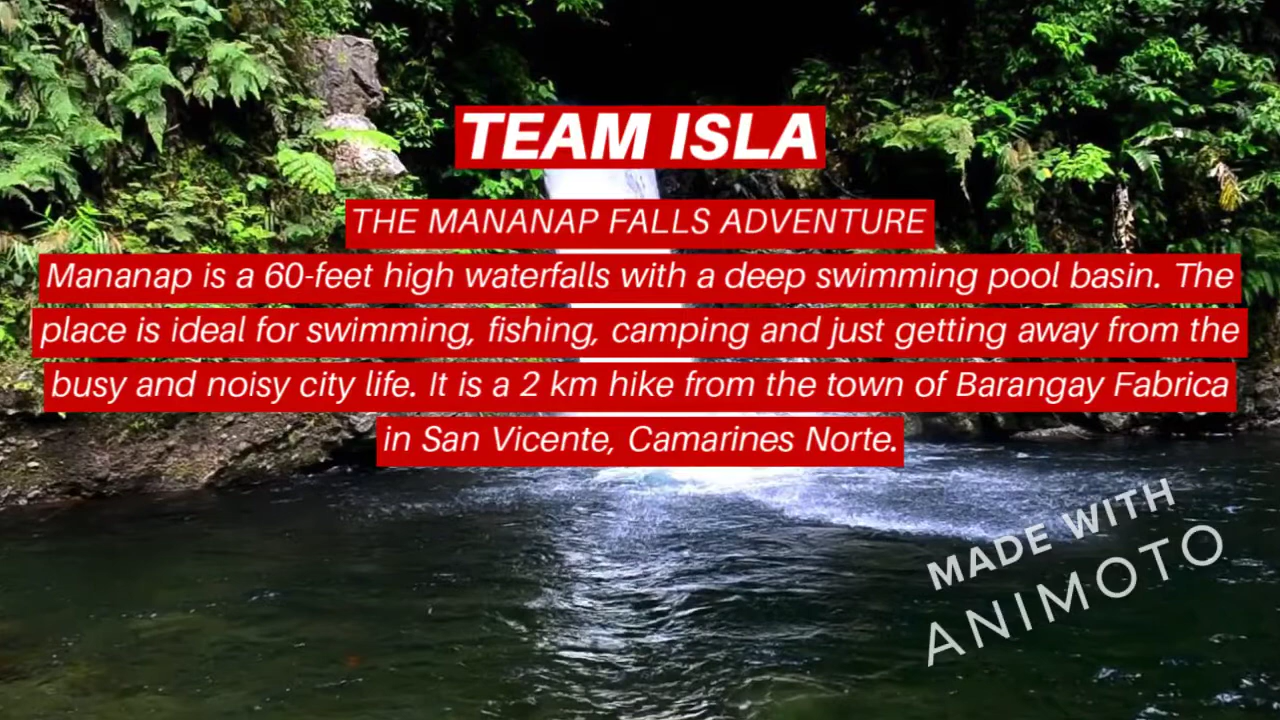 TEAM ISLA
THE MANANAP FALLS ADVENTURE
Mananap is a 60-feet high waterfalls with a deep swimming pool basin. The
place is ideal for swimming, fishing, camping and just getting away from the
busy and noisy city life. It is a 2 km hike from the town of Barangay Fabrica
in San Vicente, Camarines Norte.
MADE WITH
ANIMOTO